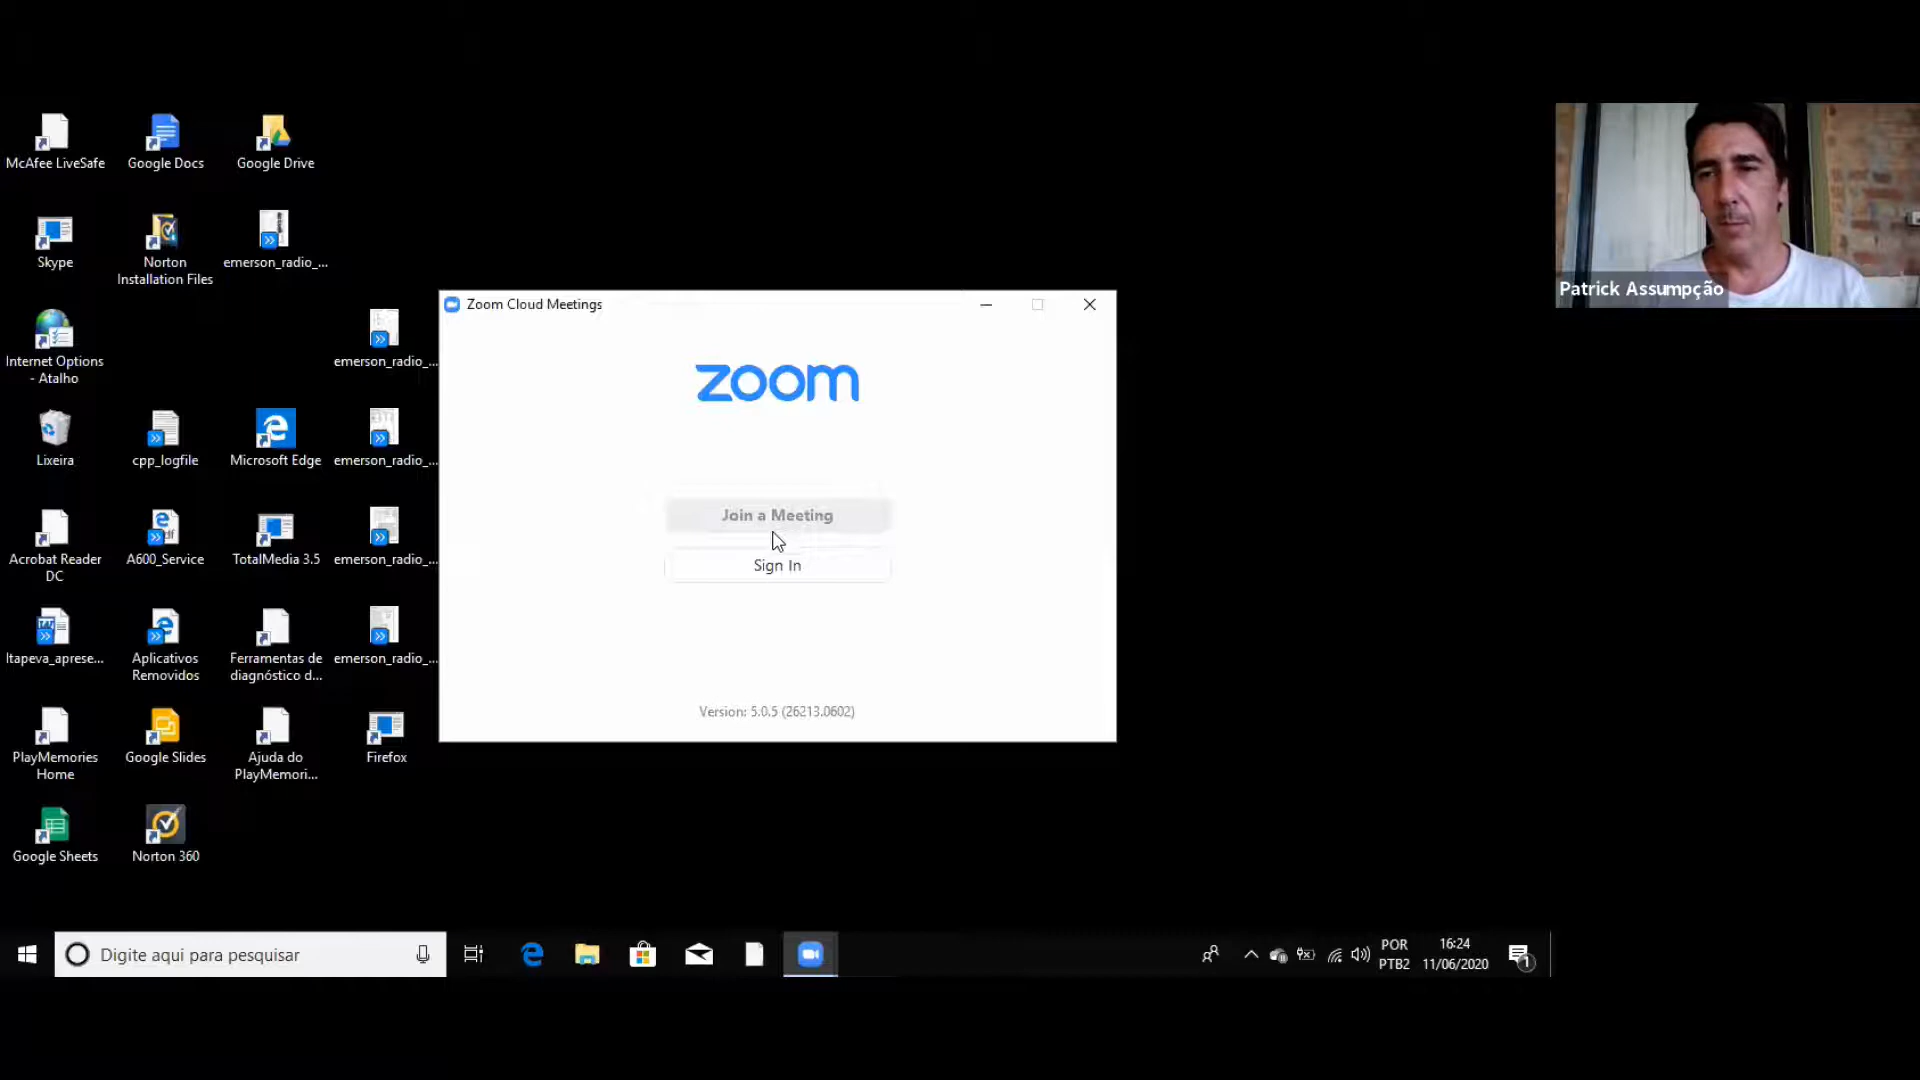 McAfee LiveSafe
Google Docs
Google Drive
Skype
Norton
Installation Files
emerson_radio_...
Internet Options
- Atalho
emerson_radio_...
Lixeira
cpp_logfile
Microsoft Edge
emerson_radio_...
Acrobat Reader
DC
A600_Service
TotalMedia 3.5
emerson_radio_...
Itapeva_aprese...
Aplicativos
Removidos
Ferramentas de
diagnóstico d...
emerson_radio_...
PlayMemories
Home
Google Slides
Ajuda do
PlayMemori...
Firefox
Google Sheets
Norton 360
Zoom Cloud Meetings
zoom
Join a Meeting
Sign In
Version: 5.0.5 (26213.0602)
Patrick Assumpção
Digite aqui para pesquisar
POR
PTB2
16:24
11/06/2020
1